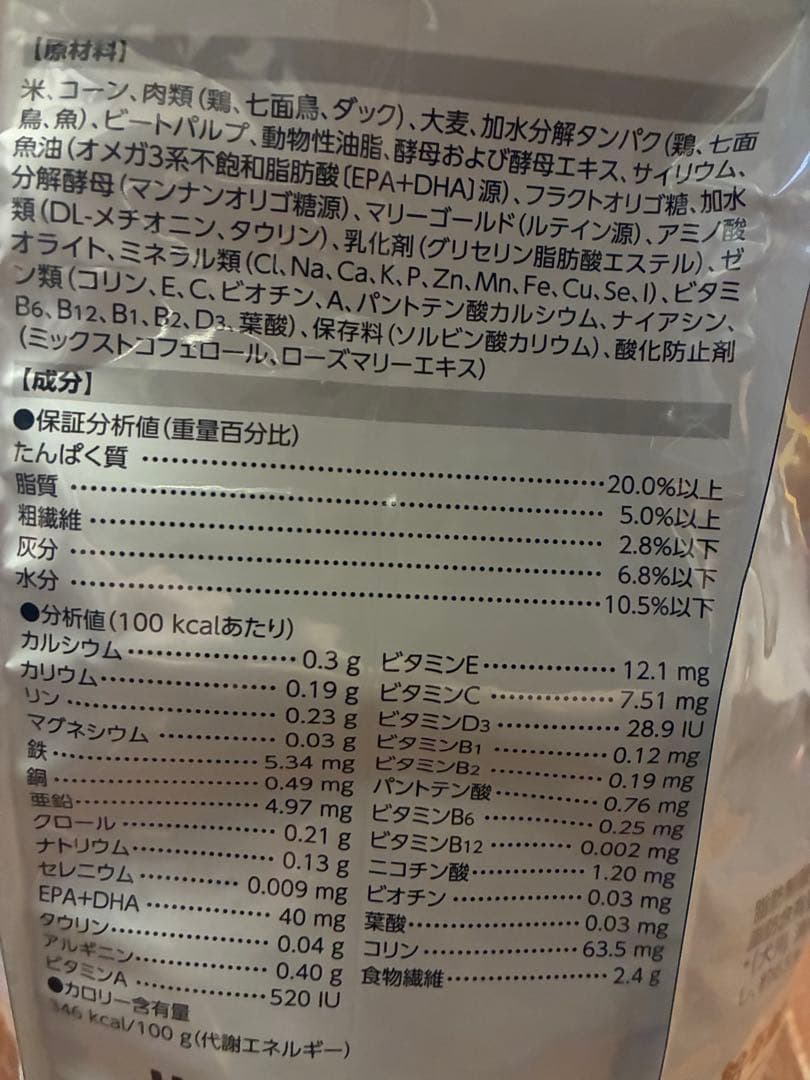 【原材料】
米、コーン、肉類(鶏、七面鳥、ダック)、大麦、加水分解タンパク(鶏、七面
鳥、魚)、ビートパルプ、動物性油脂、酵母および酵母エキス、サイリウム、
魚油(オメガ3系不飽和脂肪酸〔EPA+DHA〕源)、フラクトオリゴ糖、加水
分解酵母(マンナンオリゴ糖源)、マリーゴールド(ルテイン源)、アミノ酸
類(DL-メチオニン、タウリン)、乳化剤(グリセリン脂肪酸エステル)、ゼ
オライト、ミネラル類(Cl、Na、Ca、K、P、Zn、Mn、Fe、Cu、Se、I)、ビタミ
ン類(コリン、E、C、ビオチン、A、パントテン酸カルシウム、ナイアシン、
B6、B12、B1、B2、D3、葉酸)、保存料(ソルビン酸カリウム)、酸化防止剤
(ミックストコフェロール、ローズマリーエキス)
【成分】
●保証分析値(重量百分比)
たんぱく質 20.0%以上
脂質 5.0%以上
粗繊維 2.8%以下
灰分 6.8%以下
水分 10.5%以下
●分析値(100 kcalあたり)
カルシウム 0.3 g
カリウム 0.19 g
リン 0.23 g
マグネシウム 0.03 g
鉄 5.34 mg
銅 0.49 mg
亜鉛 4.97 mg
クロール 0.21 g
ナトリウム 0.13 g
セレニウム 0.009 mg
EPA+DHA 40 mg
タウリン 0.04 g
アルギニン 0.40 g
ビタミンA 520 IU
ビタミンE 12.1 mg
ビタミンC 7.51 mg
ビタミンD3 28.9 IU
ビタミンB1 0.12 mg
ビタミンB2 0.19 mg
パントテン酸 0.76 mg
ビタミンB6 0.25 mg
ビタミンB12 0.002 mg
ニコチン酸 1.20 mg
ビオチン 0.03 mg
葉酸 0.03 mg
コリン 63.5 mg
食物繊維 2.4 g
●カロリー含有量
346 kcal/100 g(代謝エネルギー)